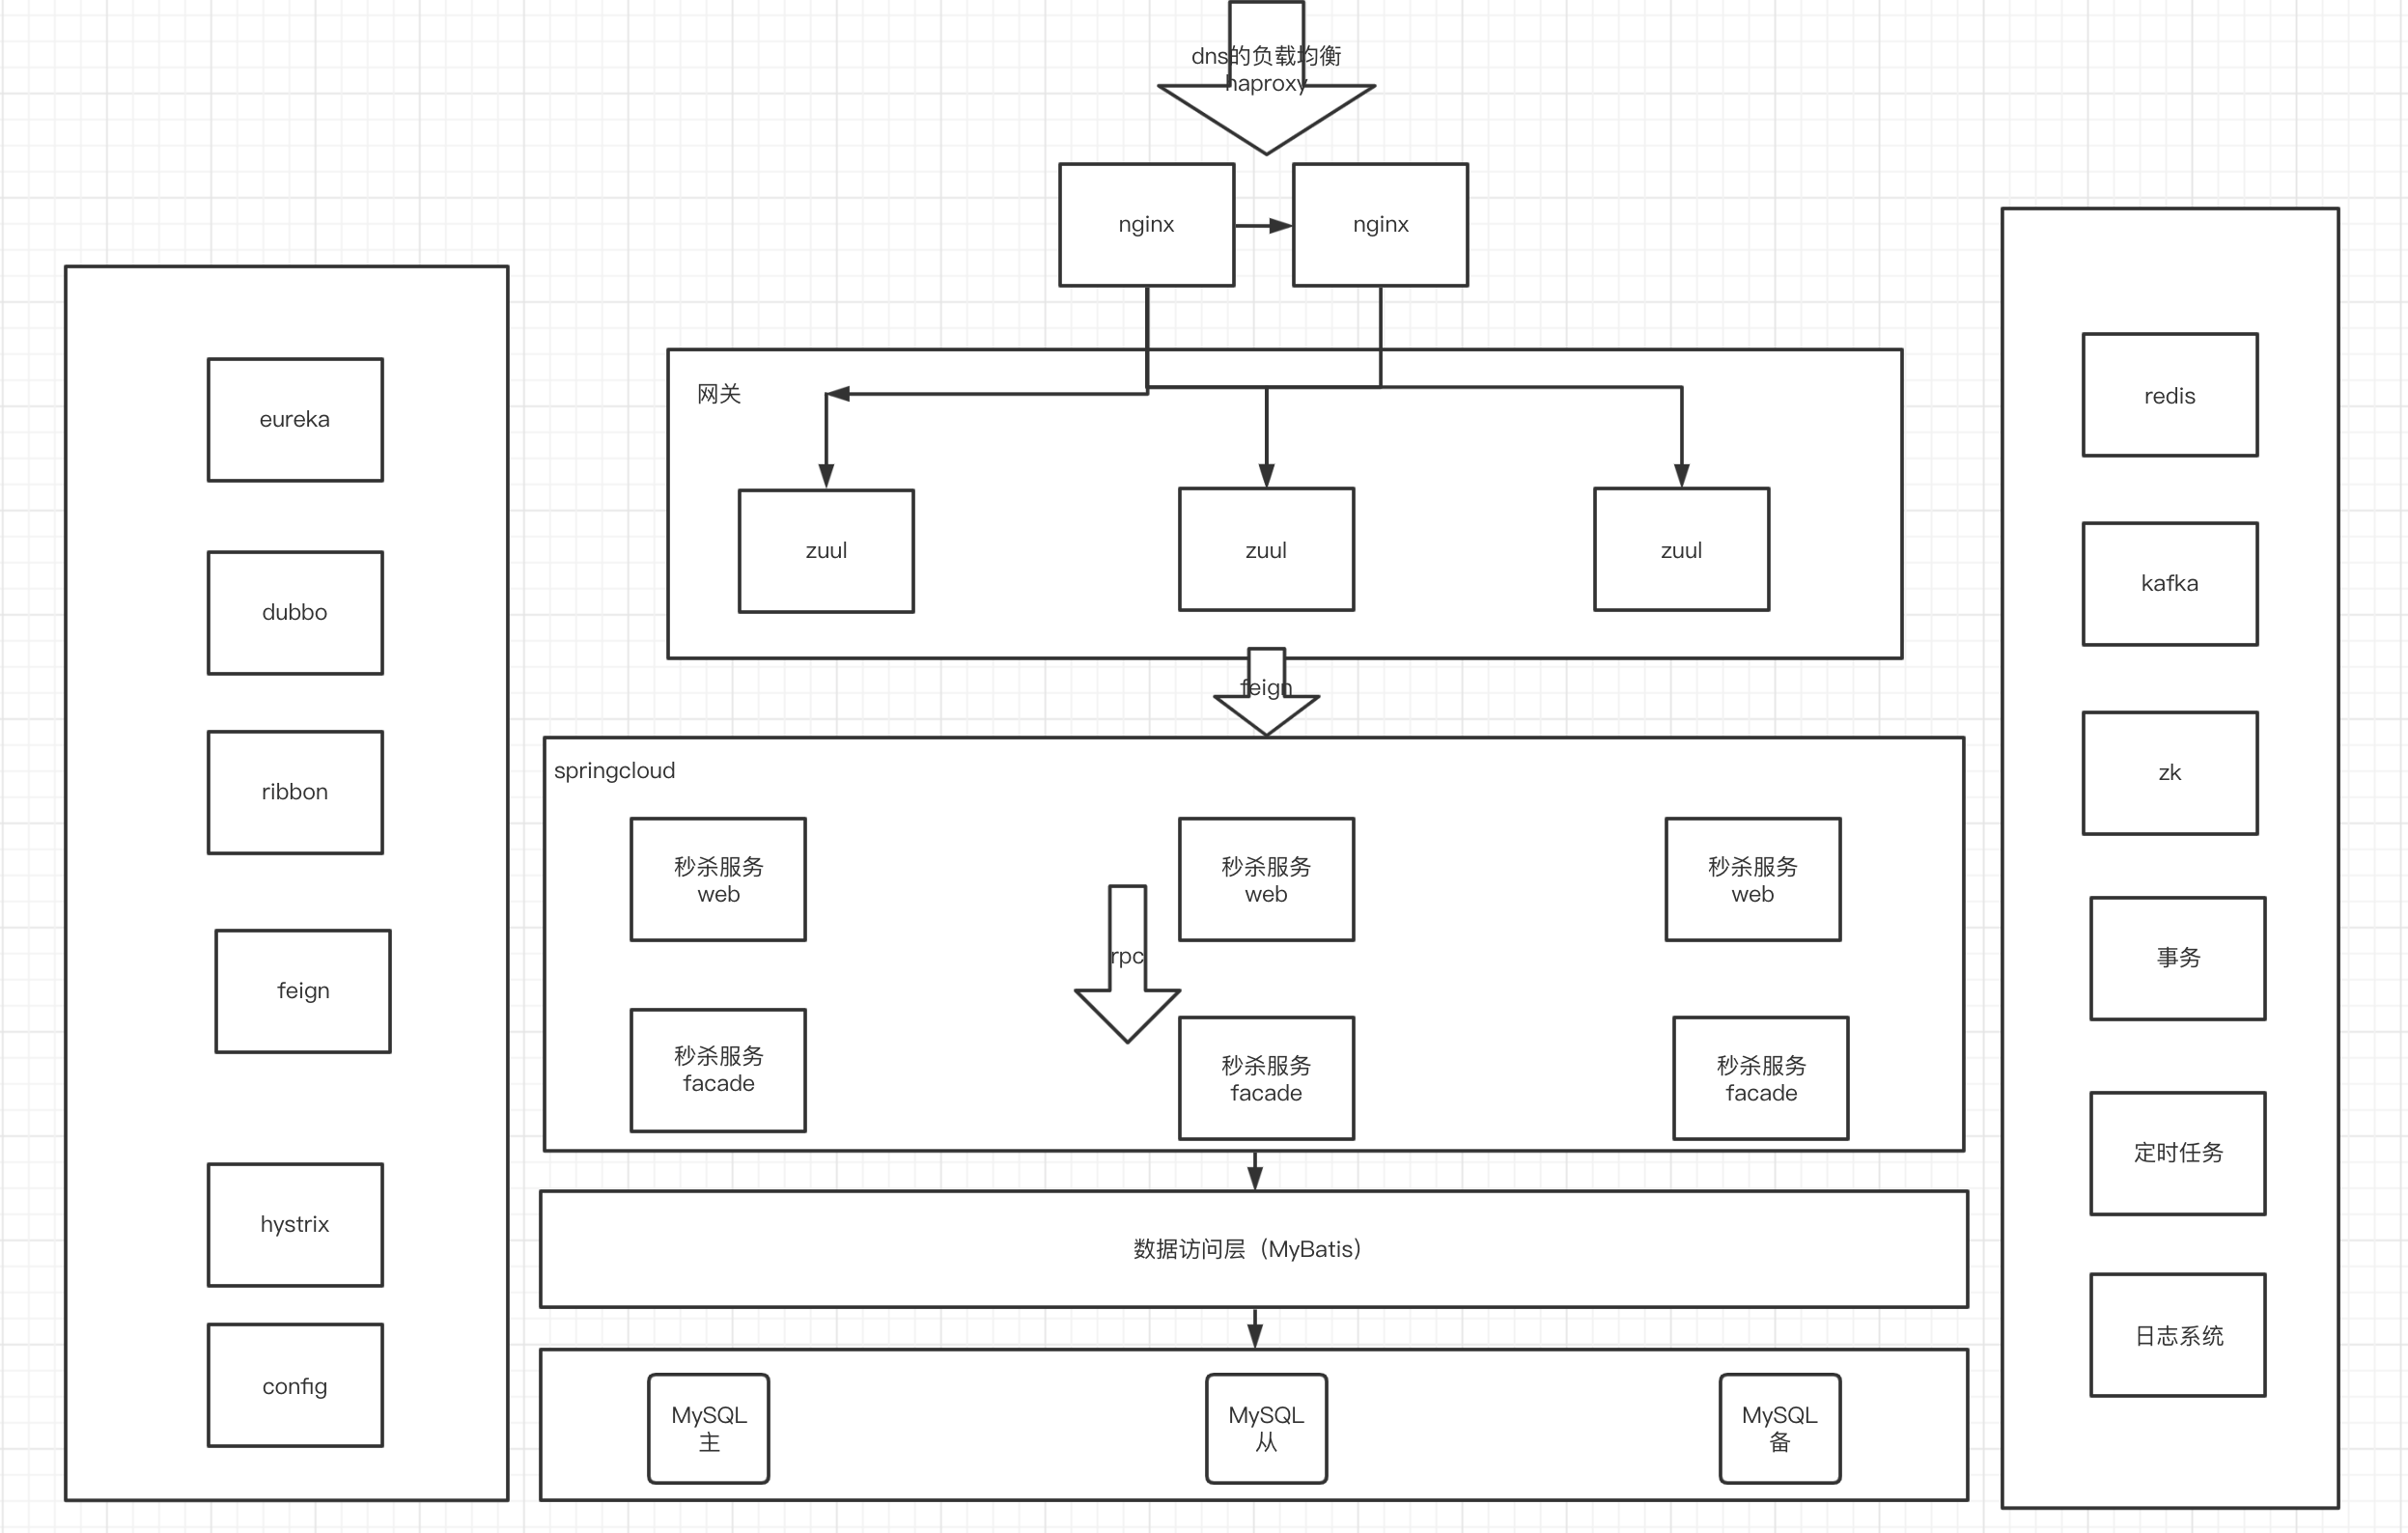 dns的负载均衡
haproxy
nginx
nginx
网关
zuul
zuul
zuul
feign
springcloud
秒杀服务
web
秒杀服务
web
秒杀服务
web
rpc
秒杀服务
facade
秒杀服务
facade
秒杀服务
facade
数据访问层（MyBatis）
MySQL
主
MySQL
从
MySQL
备
eureka
dubbo
ribbon
feign
hystrix
config
redis
kafka
zk
事务
定时任务
日志系统